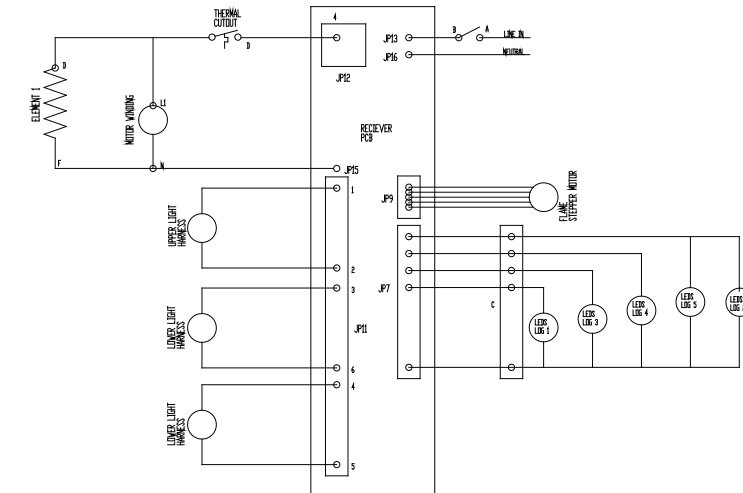 THERMAL
CUTOUT
4
D
JP12
JP13
JP16
B
A
LINE IN
NEUTRAL
D
ELEMENT 1
F
L1
MOTOR WINDING
N
RECIEVER
PCB
JP15
1
UPPER LIGHT
HARNESS
2
3
LOWER LIGHT
HARNESS
JP11
6
4
LOWER LIGHT
HARNESS
5
JP9
FLAME
STEPPER MOTOR
JP7
C
LEDS
LOG 1
LEDS
LOG 3
LEDS
LOG 4
LEDS
LOG 5
LEDS
LOG